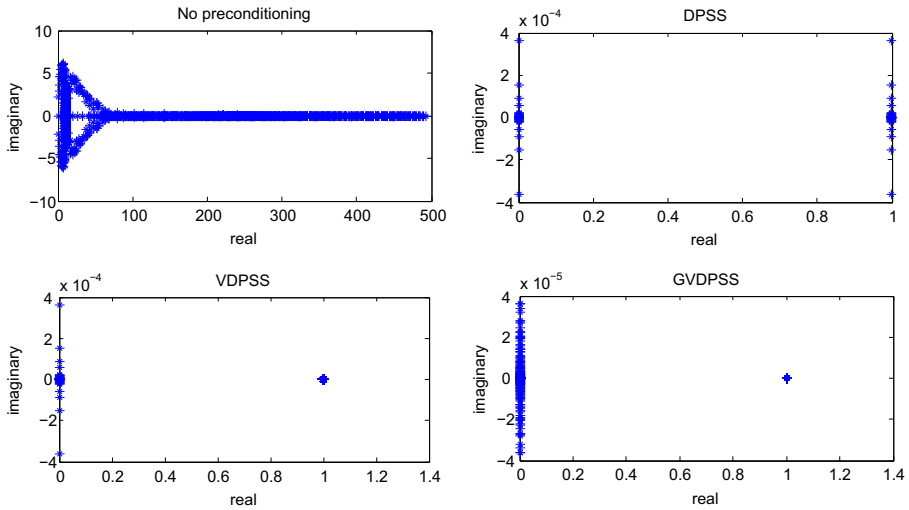 No preconditioning
10
5
0
−5
−10
imaginary
0 100 200 300 400 500
real
DPSS
x 10⁻⁴
4
2
0
−2
−4
imaginary
0 0.2 0.4 0.6 0.8 1
real
VDPSS
x 10⁻⁴
4
2
0
−2
−4
imaginary
0 0.2 0.4 0.6 0.8 1 1.2 1.4
real
GVDPSS
x 10⁻⁵
4
2
0
−2
−4
imaginary
0 0.2 0.4 0.6 0.8 1 1.2 1.4
real